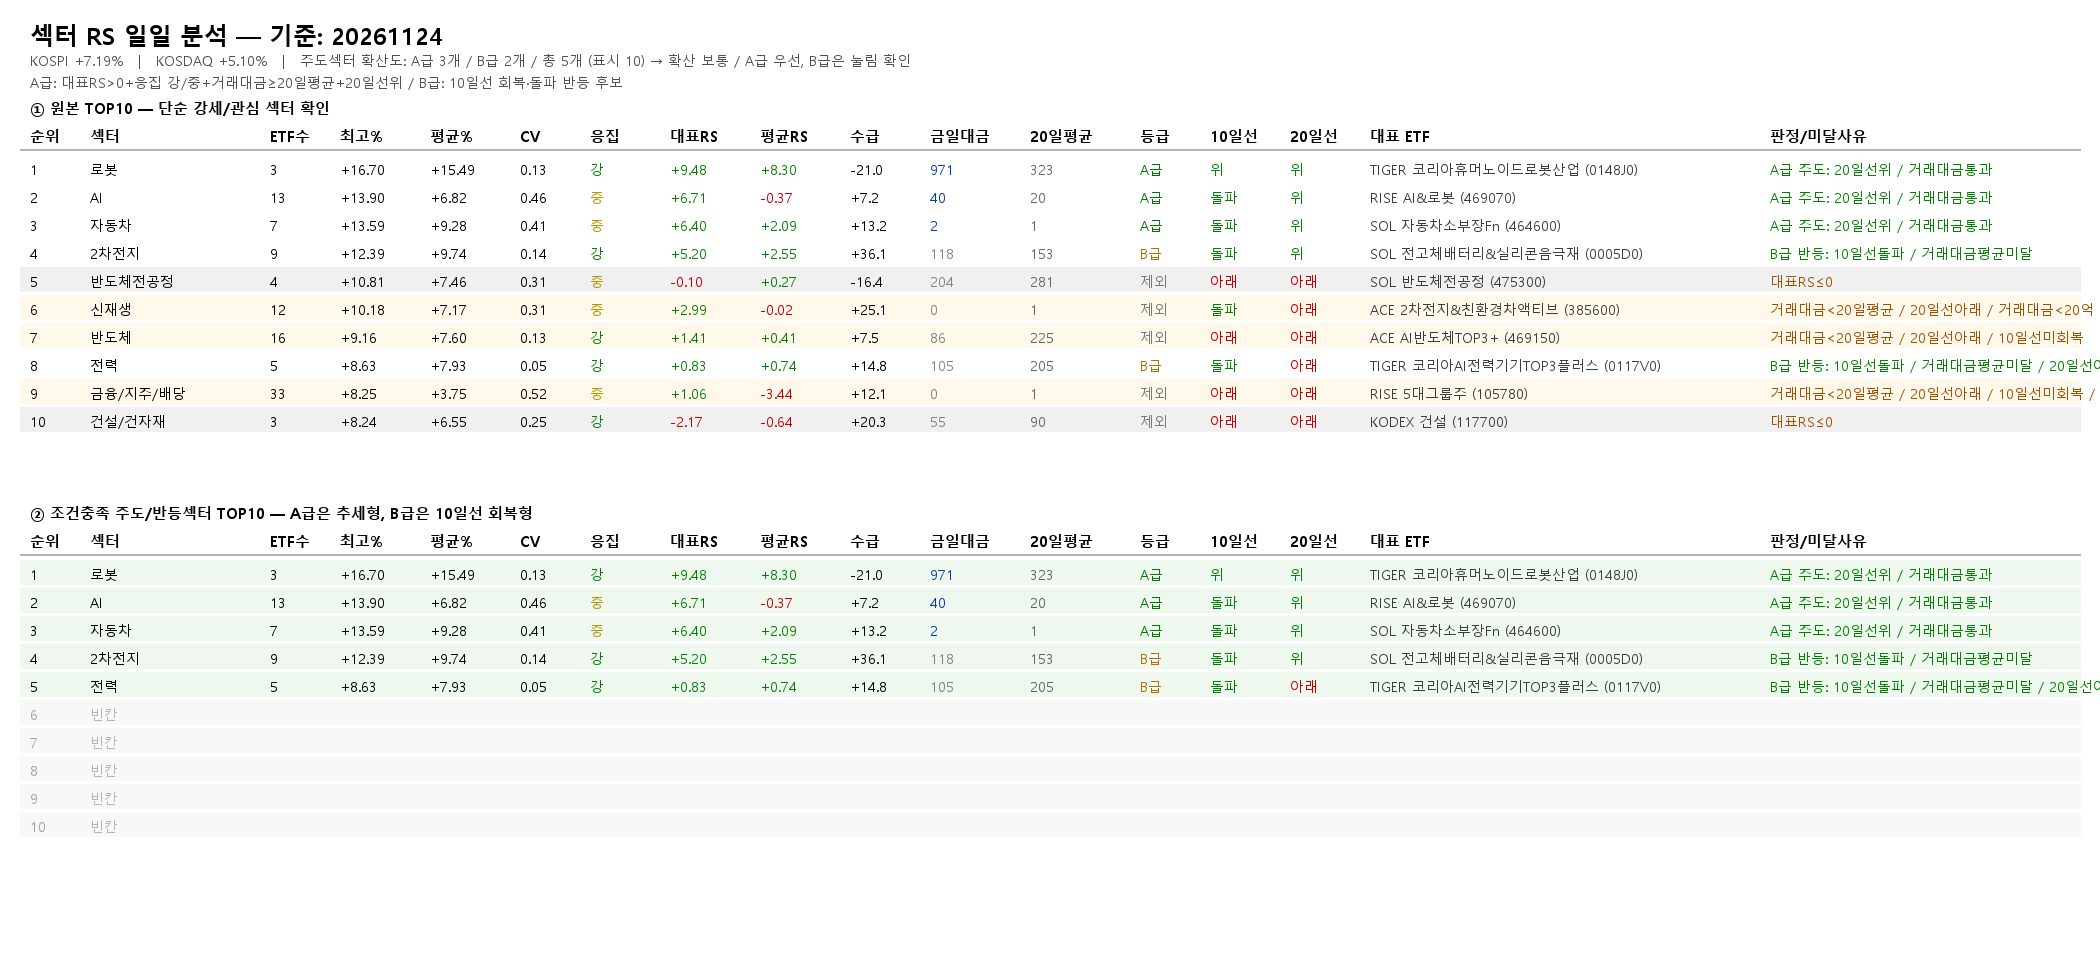 섹터 RS 일일 분석 — 기준: 20261124
KOSPI +7.19% | KOSDAQ +5.10% | 주도섹터 확산도: A급 3개 / B급 2개 / 총 5개 (표시 10) → 확산 보통 / A급 우선, B급은 눌림 확인
A급: 대표RS>0+응집 강/중+거래대금≥20일평균+20일선위 / B급: 10일선 회복·돌파 반등 후보
① 원본 TOP10 — 단순 강세/관심 섹터 확인
순위 섹터 ETF수 최고% 평균% CV 응집 대표RS 평균RS 수급 금일대금 20일평균 등급 10일선 20일선 대표 ETF 판정/미달사유
1 로봇 3 +16.70 +15.49 0.13 강 +9.48 +8.30 -21.0 971 323 A급 위 위 TIGER 코리아휴머노이드로봇산업 (0148J0) A급 주도: 20일선위 / 거래대금통과
2 AI 13 +13.90 +6.82 0.46 중 +6.71 -0.37 +7.2 40 20 A급 돌파 위 RISE AI&로봇 (469070) A급 주도: 20일선위 / 거래대금통과
3 자동차 7 +13.59 +9.28 0.41 중 +6.40 +2.09 +13.2 2 1 A급 돌파 위 SOL 자동차소부장Fn (464600) A급 주도: 20일선위 / 거래대금통과
4 2차전지 9 +12.39 +9.74 0.14 강 +5.20 +2.55 +36.1 118 153 B급 돌파 위 SOL 전고체배터리&실리콘음극재 (0005D0) B급 반등: 10일선돌파 / 거래대금평균미달
5 반도체전공정 4 +10.81 +7.46 0.31 중 -0.10 +0.27 -16.4 204 281 제외 아래 아래 SOL 반도체전공정 (475300) 대표RS≤0
6 신재생 12 +10.18 +7.17 0.31 중 +2.99 -0.02 +25.1 0 1 제외 돌파 아래 ACE 2차전지&친환경차액티브 (385600) 거래대금<20일평균 / 20일선아래 / 거래대금<20억
7 반도체 16 +9.16 +7.60 0.13 강 +1.41 +0.41 +7.5 86 225 제외 아래 아래 ACE AI반도체TOP3+ (469150) 거래대금<20일평균 / 20일선아래 / 10일선미회복
8 전력 5 +8.63 +7.93 0.05 강 +0.83 +0.74 +14.8 105 205 B급 돌파 아래 TIGER 코리아AI전력기기TOP3플러스 (0117V0) B급 반등: 10일선돌파 / 거래대금평균미달 / 20일선
9 금융/지주/배당 33 +8.25 +3.75 0.52 중 +1.06 -3.44 +12.1 0 1 제외 아래 아래 RISE 5대그룹주 (105780) 거래대금<20일평균 / 20일선아래 / 10일선미회복 /
10 건설/건자재 3 +8.24 +6.55 0.25 강 -2.17 -0.64 +20.3 55 90 제외 아래 아래 KODEX 건설 (117700) 대표RS≤0
② 조건충족 주도/반등섹터 TOP10 — A급은 추세형, B급은 10일선 회복형
순위 섹터 ETF수 최고% 평균% CV 응집 대표RS 평균RS 수급 금일대금 20일평균 등급 10일선 20일선 대표 ETF 판정/미달사유
1 로봇 3 +16.70 +15.49 0.13 강 +9.48 +8.30 -21.0 971 323 A급 위 위 TIGER 코리아휴머노이드로봇산업 (0148J0) A급 주도: 20일선위 / 거래대금통과
2 AI 13 +13.90 +6.82 0.46 중 +6.71 -0.37 +7.2 40 20 A급 돌파 위 RISE AI&로봇 (469070) A급 주도: 20일선위 / 거래대금통과
3 자동차 7 +13.59 +9.28 0.41 중 +6.40 +2.09 +13.2 2 1 A급 돌파 위 SOL 자동차소부장Fn (464600) A급 주도: 20일선위 / 거래대금통과
4 2차전지 9 +12.39 +9.74 0.14 강 +5.20 +2.55 +36.1 118 153 B급 돌파 위 SOL 전고체배터리&실리콘음극재 (0005D0) B급 반등: 10일선돌파 / 거래대금평균미달
5 전력 5 +8.63 +7.93 0.05 강 +0.83 +0.74 +14.8 105 205 B급 돌파 아래 TIGER 코리아AI전력기기TOP3플러스 (0117V0) B급 반등: 10일선돌파 / 거래대금평균미달 / 20일선
6 빈칸
7 빈칸
8 빈칸
9 빈칸
10 빈칸